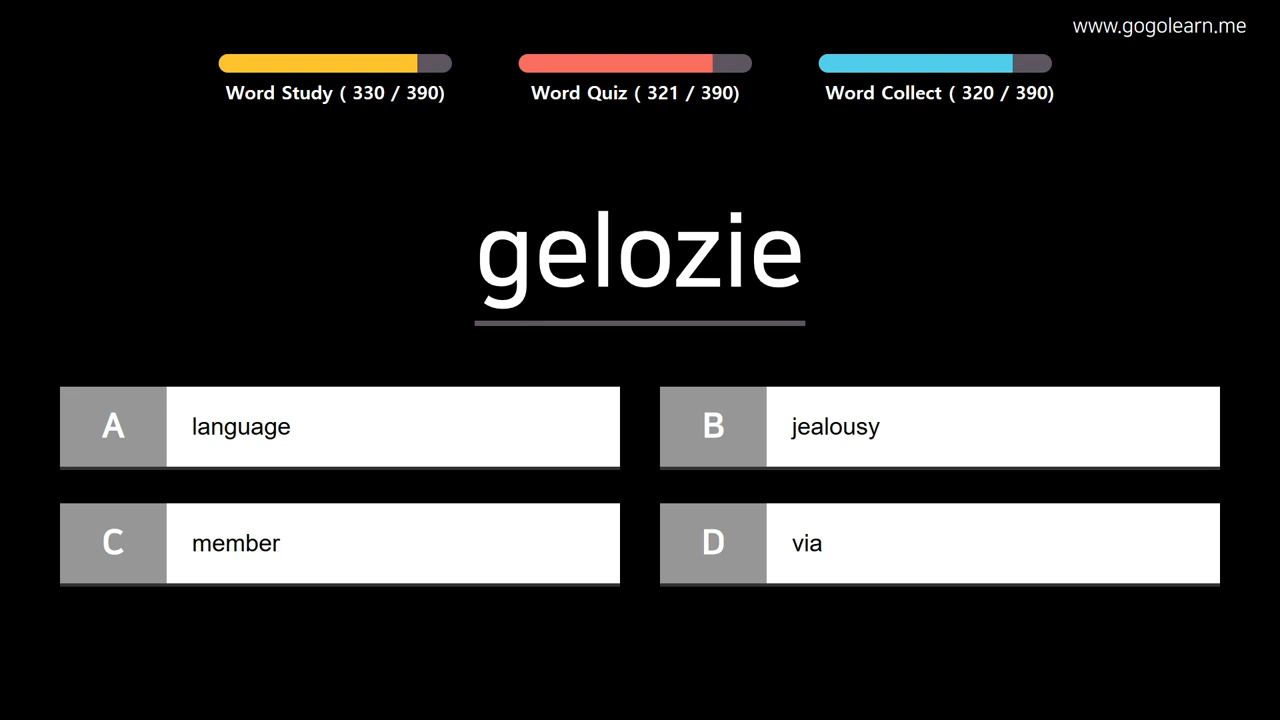 www.gogolearn.me
Word Study ( 330 / 390)
Word Quiz ( 321 / 390)
Word Collect ( 320 / 390)
gelozie
A language
B jealousy
C member
D via